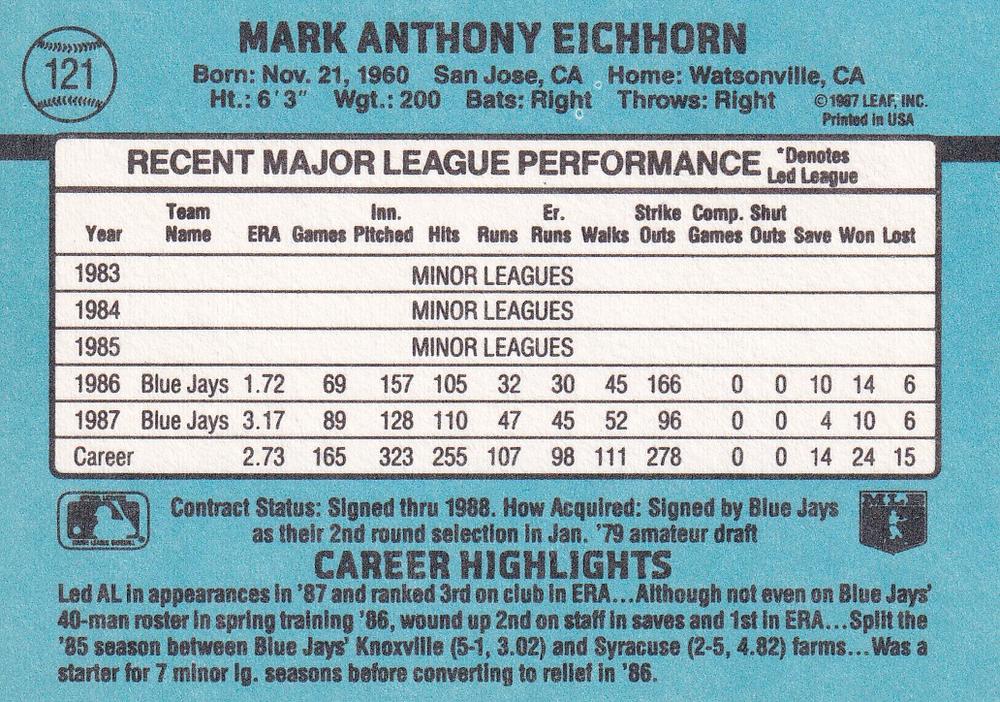 MARK ANTHONY EICHHORN
121
Born: Nov. 21, 1960 San Jose, CA Home: Watsonville, CA
Ht.: 6'3" Wgt.: 200 Bats: Right Throws: Right
©1987 LEAF, INC.
Printed in USA
RECENT MAJOR LEAGUE PERFORMANCE *Denotes Led League
Year Team Name ERA Games Inn. Pitched Hits Runs Er. Runs Walks Strike Outs Comp. Games Shut Outs Save Won Lost
1983 MINOR LEAGUES
1984 MINOR LEAGUES
1985 MINOR LEAGUES
1986 Blue Jays 1.72 69 157 105 32 30 45 166 0 0 10 14 6
1987 Blue Jays 3.17 89 128 110 47 45 52 96 0 0 4 10 6
Career 2.73 165 323 255 107 98 111 278 0 0 14 24 15
Contract Status: Signed thru 1988. How Acquired: Signed by Blue Jays
as their 2nd round selection in Jan. '79 amateur draft
MLB
CAREER HIGHLIGHTS
Led AL in appearances in '87 and ranked 3rd on club in ERA...Although not even on Blue Jays'
40-man roster in spring training '86, wound up 2nd on staff in saves and 1st in ERA...Split the
'85 season between Blue Jays' Knoxville (5-1, 3.02) and Syracuse (2-5, 4.82) farms...Was a
starter for 7 minor lg. seasons before converting to relief in '86.